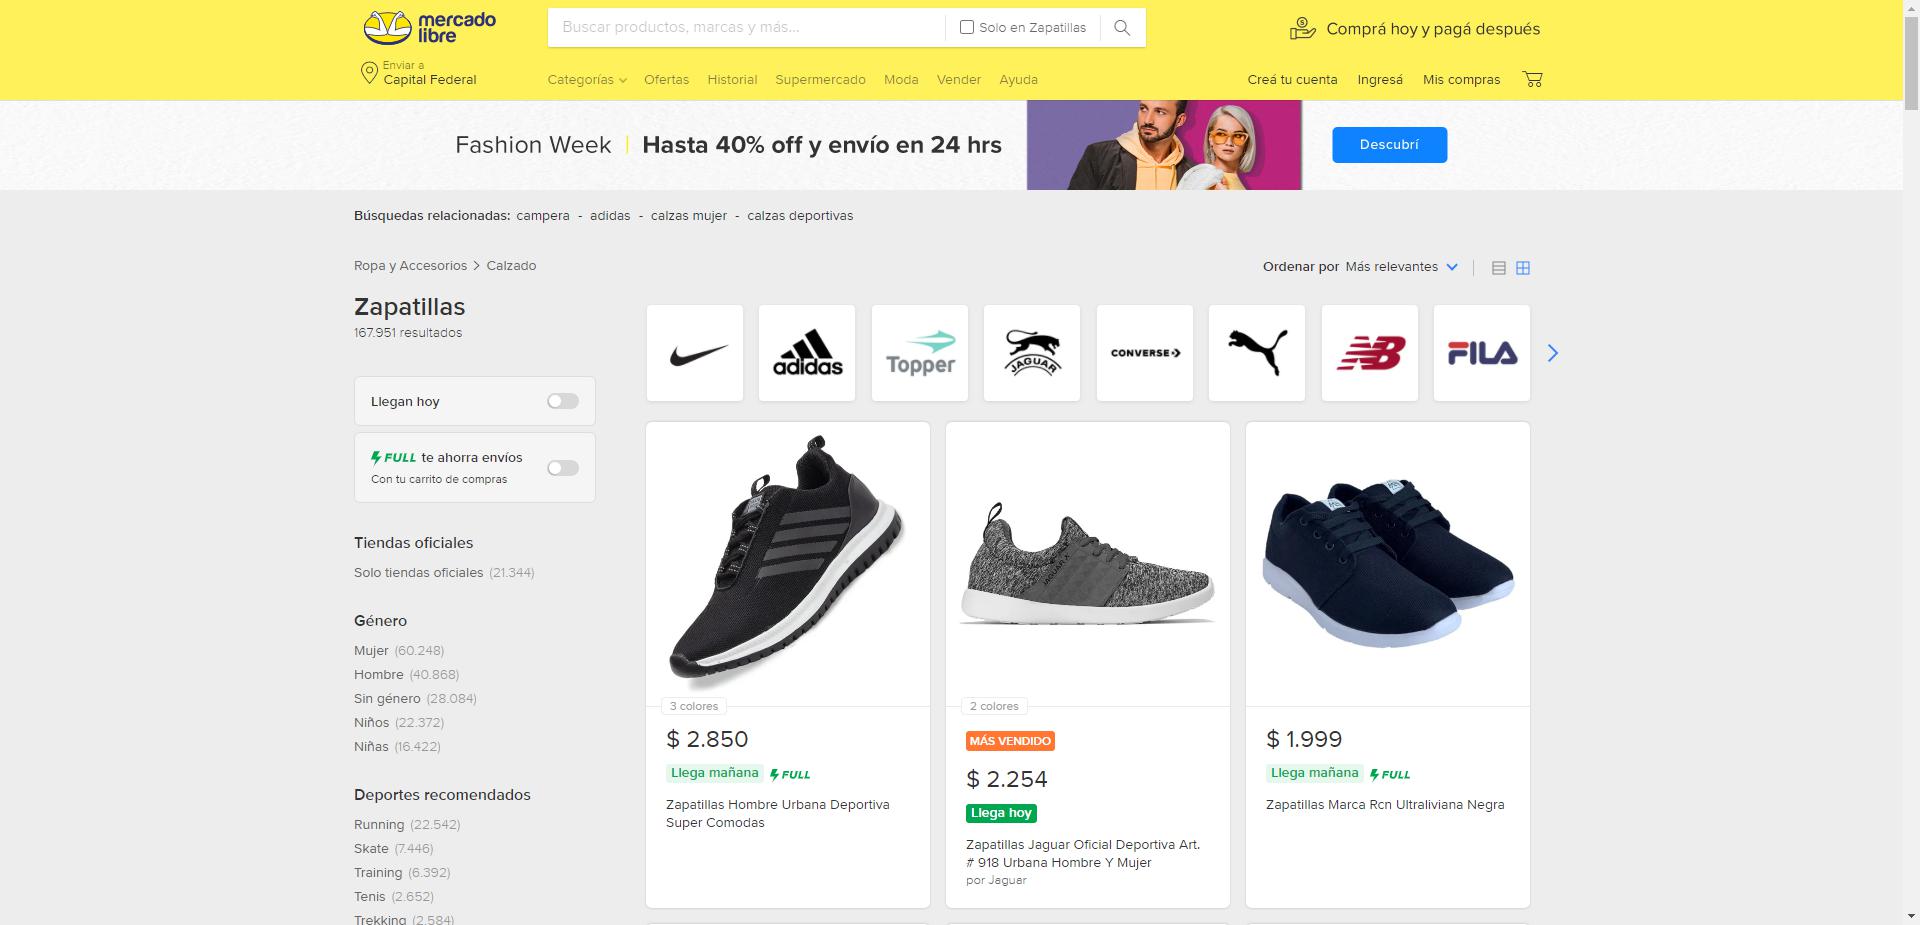 mercado
libre
Buscar productos, marcas y más...
Solo en Zapatillas
Comprá hoy y pagá después
Enviar a
Capital Federal
Categorías
Ofertas
Historial
Supermercado
Moda
Vender
Ayuda
Creá tu cuenta
Ingresá
Mis compras
Fashion Week | Hasta 40% off y envío en 24 hrs
Descubrí
Búsquedas relacionadas: campera - adidas - calzas mujer - calzas deportivas
Ropa y Accesorios > Calzado
Ordenar por Más relevantes
Zapatillas
167.951 resultados
Llegan hoy
FULL te ahorra envíos
Con tu carrito de compras
Tiendas oficiales
Solo tiendas oficiales (21.344)
Género
Mujer (60.248)
Hombre (40.868)
Sin género (28.084)
Niños (22.372)
Niñas (16.422)
Deportes recomendados
Running (22.542)
Skate (7.446)
Training (6.392)
Tenis (2.652)
Trekking (2.584)
adidas
Topper
JAGUAR
CONVERSE
NB
FILA
3 colores
$ 2.850
Llega mañana FULL
Zapatillas Hombre Urbana Deportiva
Super Comodas
JAGUAR
2 colores
MÁS VENDIDO
$ 2.254
Llega hoy
Zapatillas Jaguar Oficial Deportiva Art.
# 918 Urbana Hombre Y Mujer
por Jaguar
$ 1.999
Llega mañana FULL
Zapatillas Marca Rcn Ultraliviana Negra